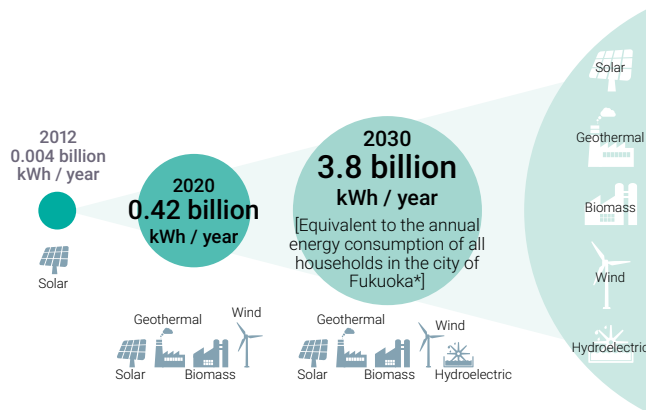 2012
0.004 billion
kWh / year
Solar
2020
0.42 billion
kWh / year
Geothermal
Wind
Solar
Biomass
2030
3.8 billion
kWh / year
[Equivalent to the annual
energy consumption of all
households in the city of
Fukuoka*]
Geothermal
Wind
Solar
Biomass
Hydroelectric
Solar
Geothermal
Biomass
Wind
Hydroelectric